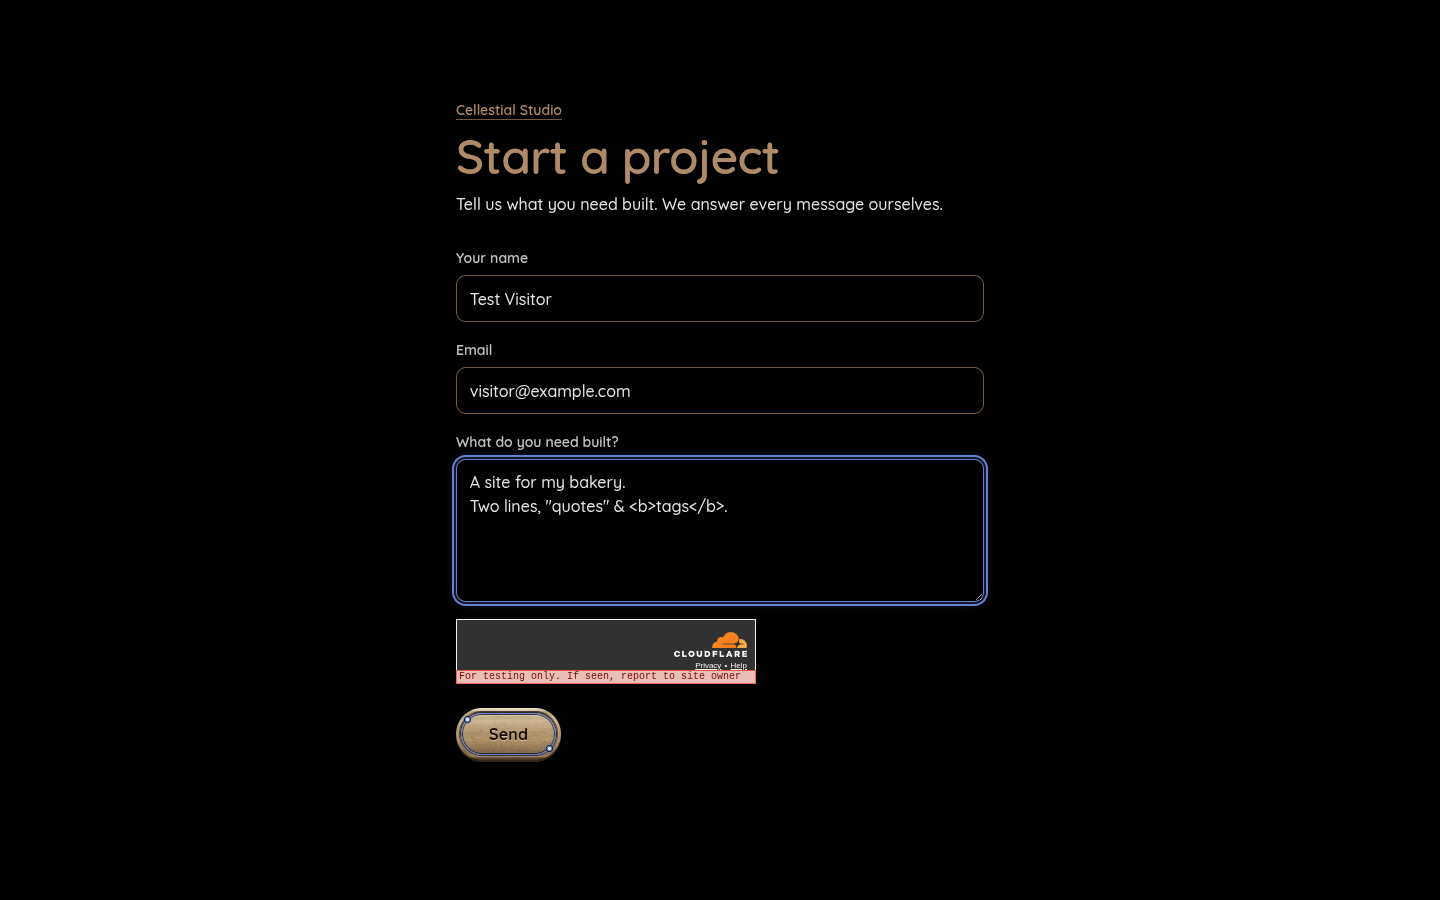 Cellestial Studio
Start a project
Tell us what you need built. We answer every message ourselves.
Your name
Test Visitor
Email
visitor@example.com
What do you need built?
A site for my bakery.
Two lines, "quotes" & <b>tags</b>.
CLOUDFLARE
Privacy • Help
For testing only. If seen, report to site owner
Send